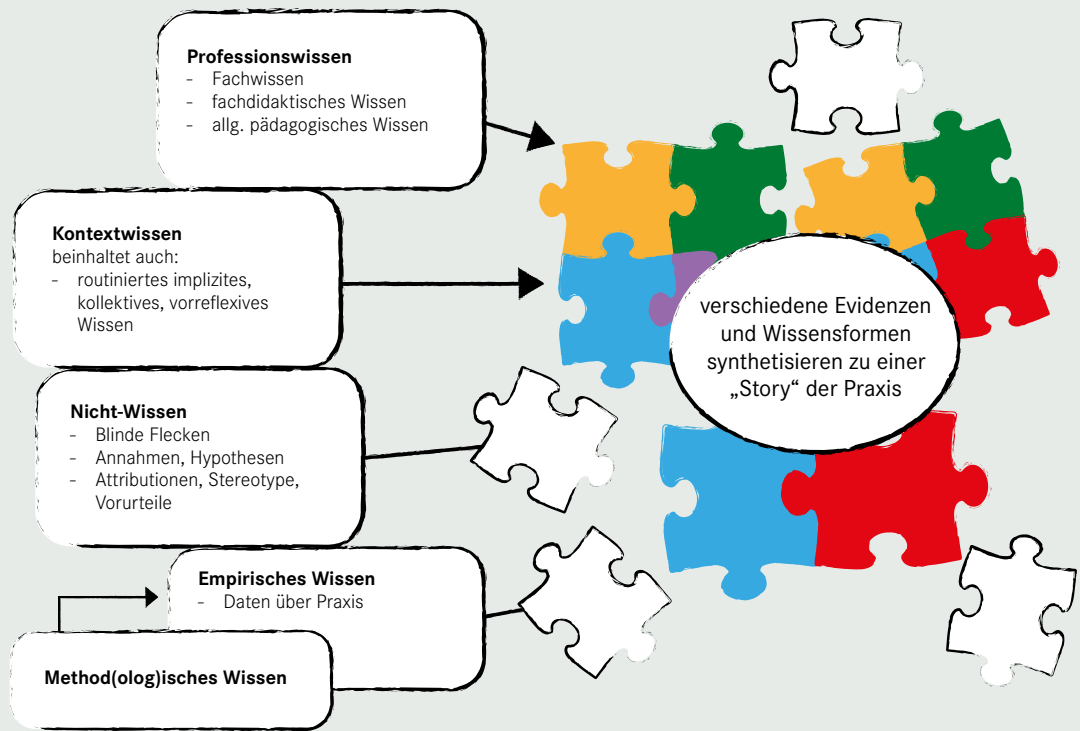 Professionswissen
- Fachwissen
- fachdidaktisches Wissen
- allg. pädagogisches Wissen
Kontextwissen
beinhaltet auch:
- routiniertes implizites,
kollektives, vorreflexives
Wissen
Nicht-Wissen
- Blinde Flecken
- Annahmen, Hypothesen
- Attributionen, Stereotype,
Vorurteile
Empirisches Wissen
- Daten über Praxis
Method(olog)isches Wissen
verschiedene Evidenzen
und Wissensformen
synthetisieren zu einer
„Story“ der Praxis